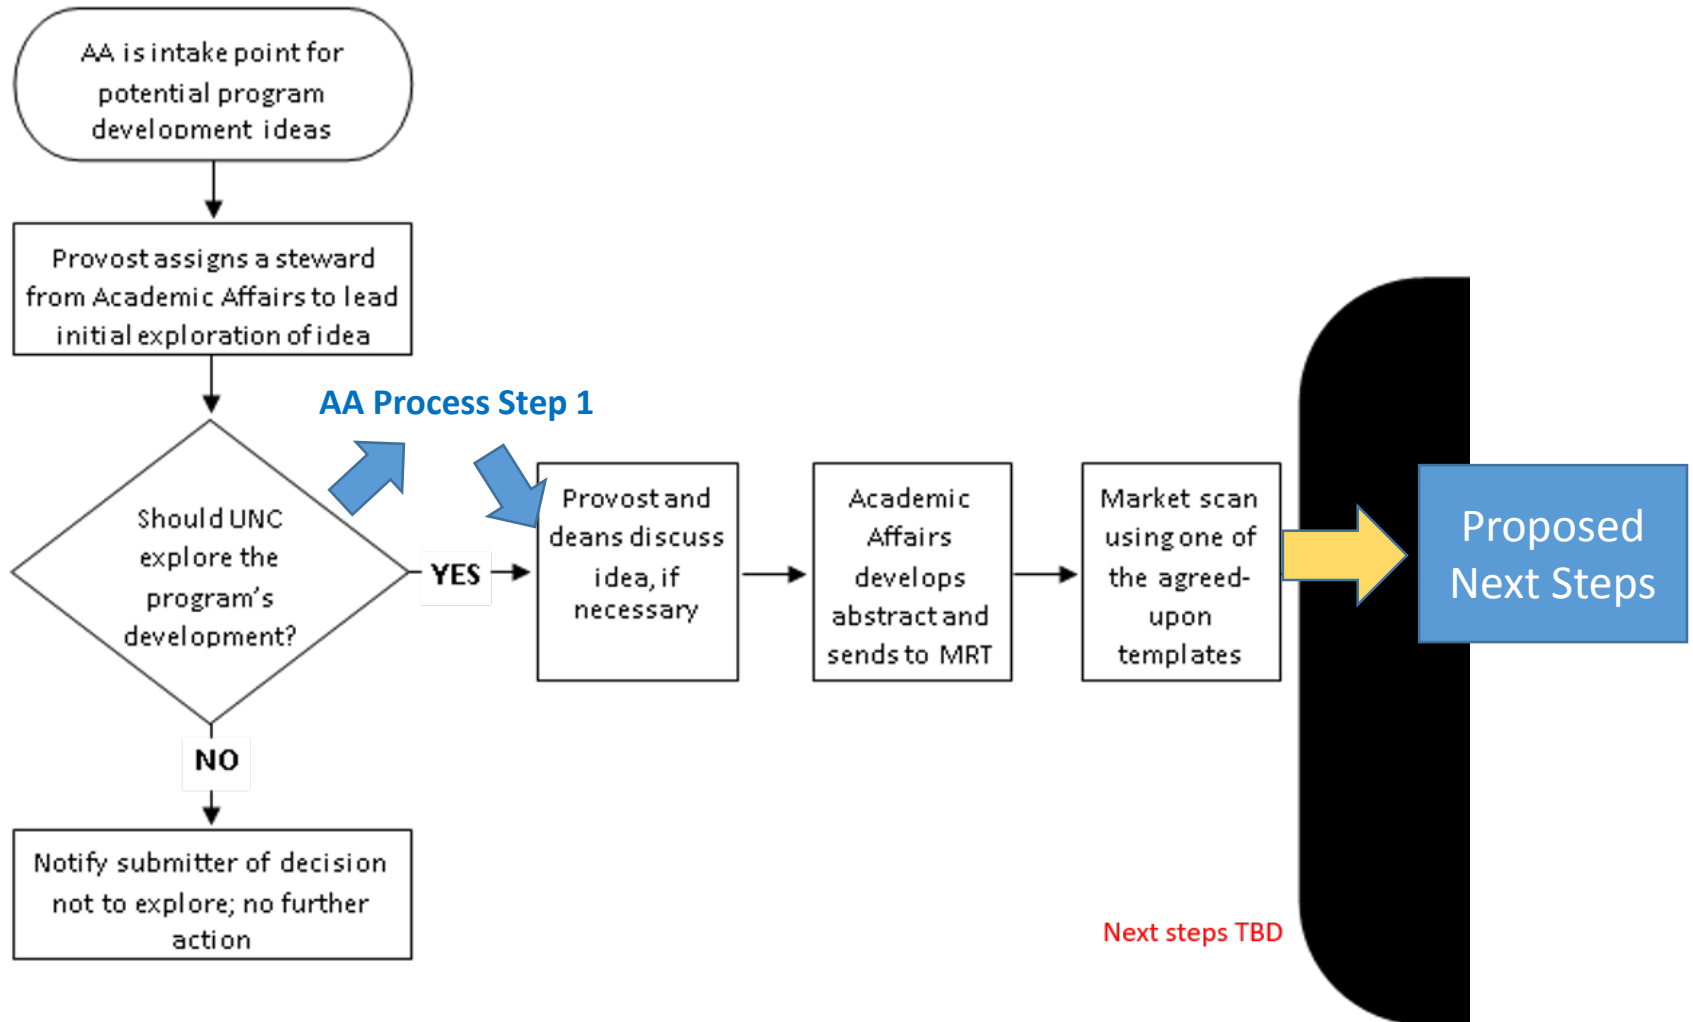 AA is intake point for
potential program
development ideas
Provost assigns a steward
from Academic Affairs to lead
initial exploration of idea
AA Process Step 1
Should UNC
explore the
program's
development?
YES
Provost and
deans discuss
idea, if
necessary
Academic
Affairs
develops
abstract and
sends to MRT
Market scan
using one of
the agreed-
upon
templates
Proposed
Next Steps
NO
Notify submitter of decision
not to explore; no further
action
Next steps TBD